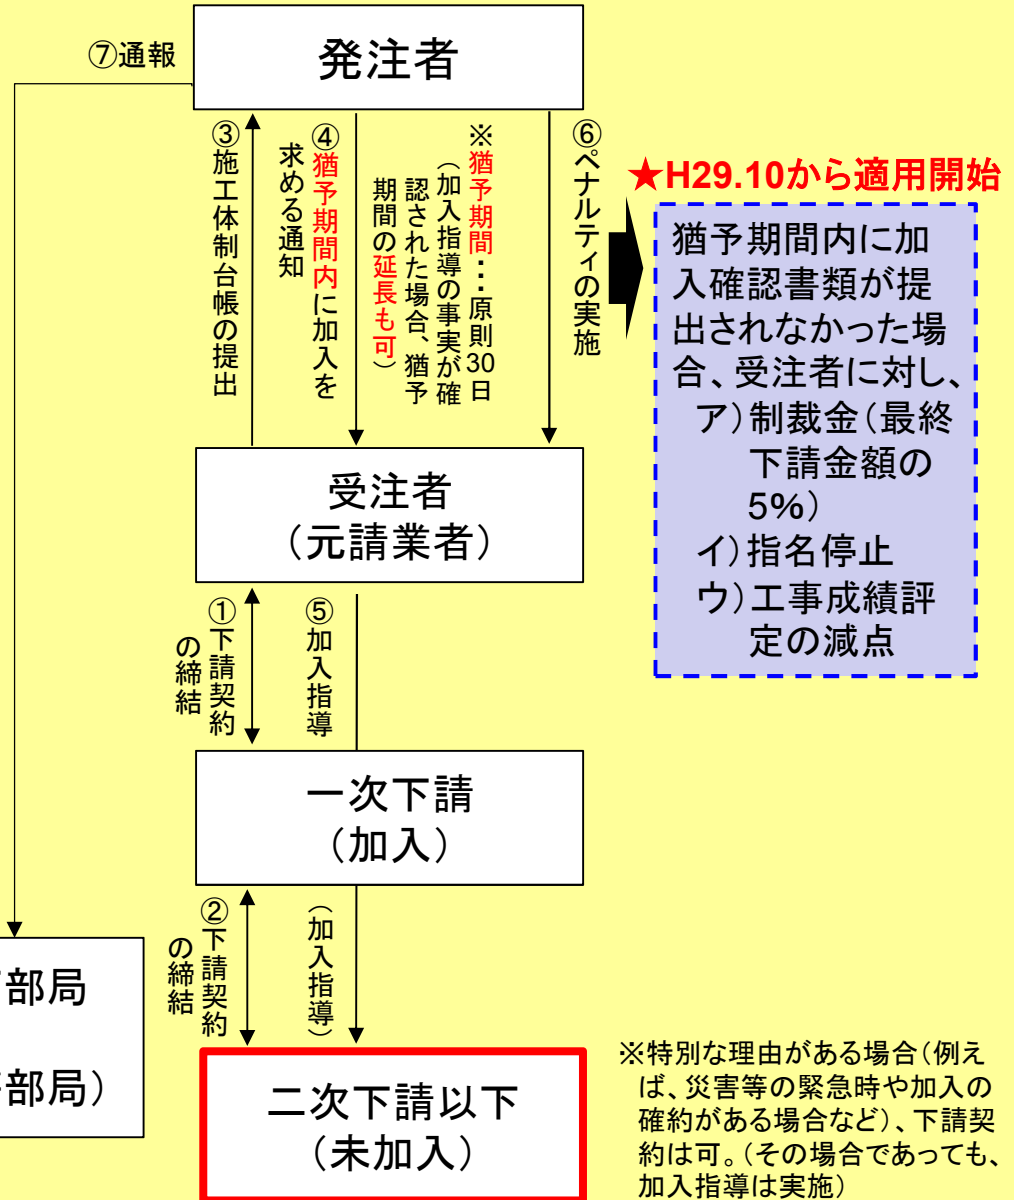 ⑦通報
発注者
③施工体制台帳の提出
④猶予期間内に加入を
求める通知
※猶予期間・・・原則30日
（加入指導の事実が確
認された場合、猶予
期間の延長も可）
⑥ペナルティの実施
★H29.10から適用開始
猶予期間内に加
入確認書類が提
出されなかった場
合、受注者に対し、
ア）制裁金（最終
下請金額の
5%）
イ）指名停止
ウ）工事成績評
定の減点
受注者
（元請業者）
①下請契約
の締結
⑤加入指導
一次下請
（加入）
②下請契約
の締結
（加入指導）
部局
部局）
二次下請以下
（未加入）
※特別な理由がある場合（例え
ば、災害等の緊急時や加入の
確約がある場合など）、下請契
約は可。（その場合であっても、
加入指導は実施）